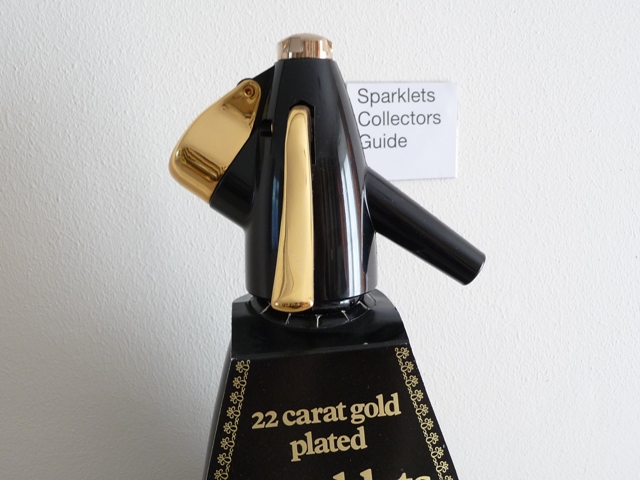 Sparklets
Collectors
Guide
22 carat gold
plated